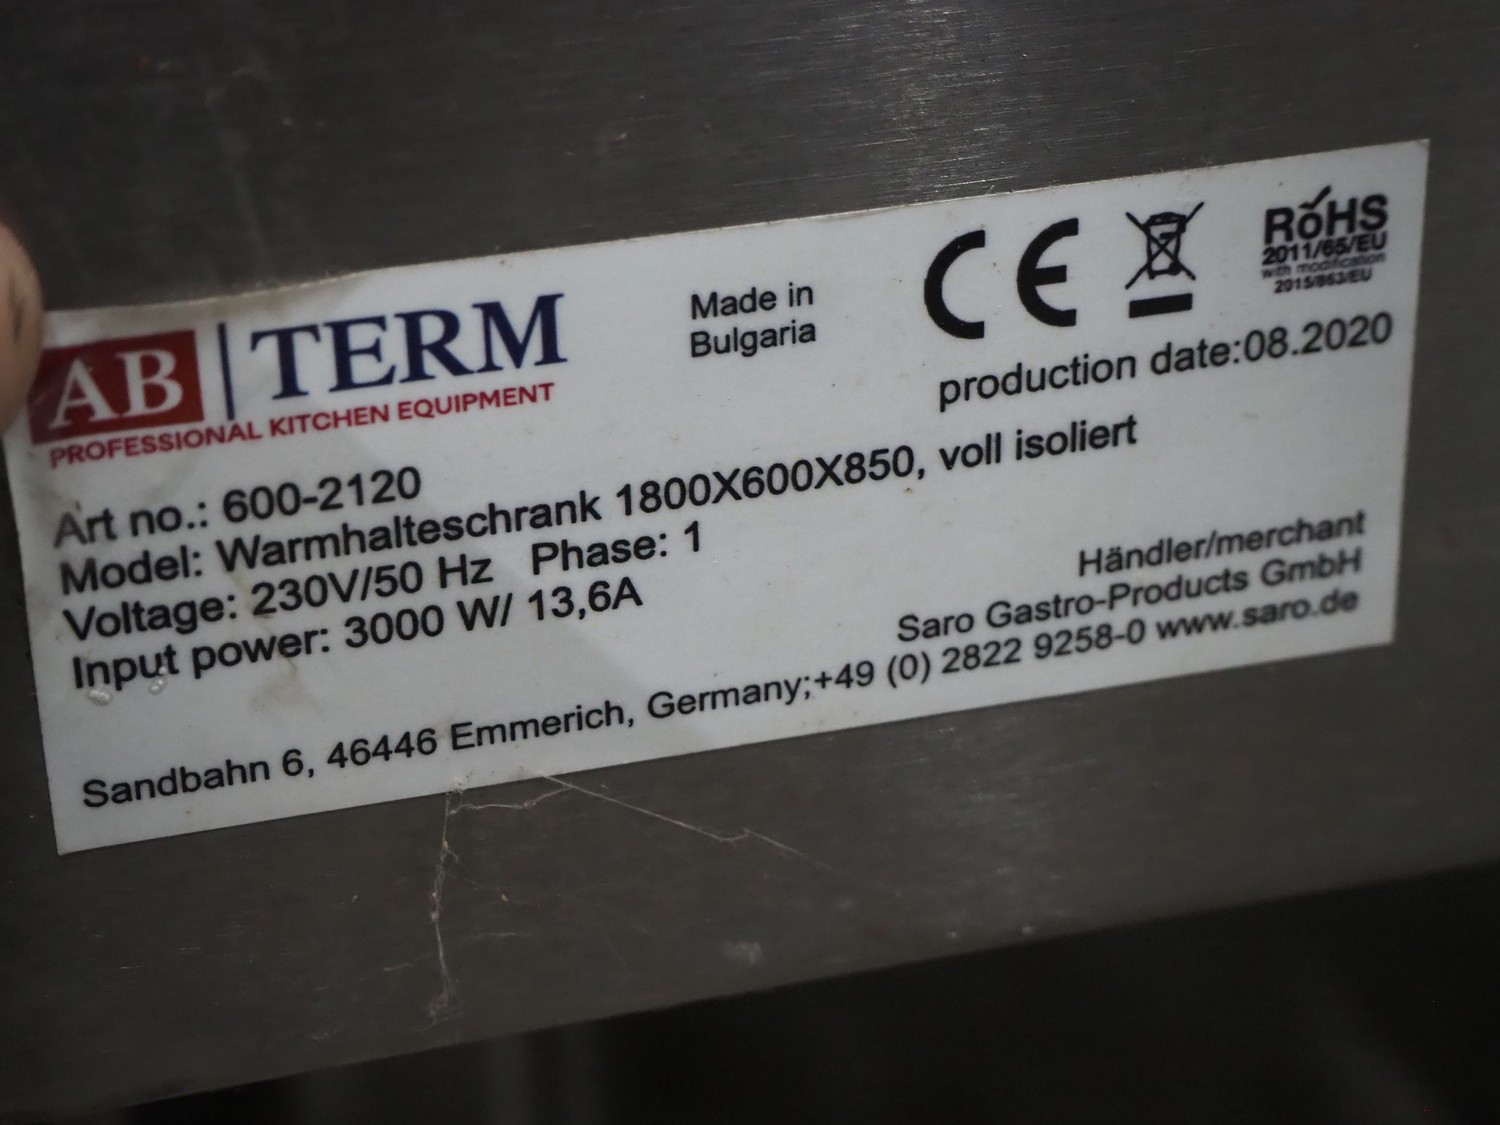 AB TERM
PROFESSIONAL KITCHEN EQUIPMENT
Made in
Bulgaria
CE
RoHS
2011/65/EU
with modification
2015/863/EU
production date:08.2020
Art no.: 600-2120
Model: Warmhalteschrank 1800X600X850, voll isoliert
Voltage: 230V/50 Hz Phase: 1
Input power: 3000 W/ 13,6A
Händler/merchant
Saro Gastro-Products GmbH
Sandbahn 6, 46446 Emmerich, Germany;+49 (0) 2822 9258-0 www.saro.de